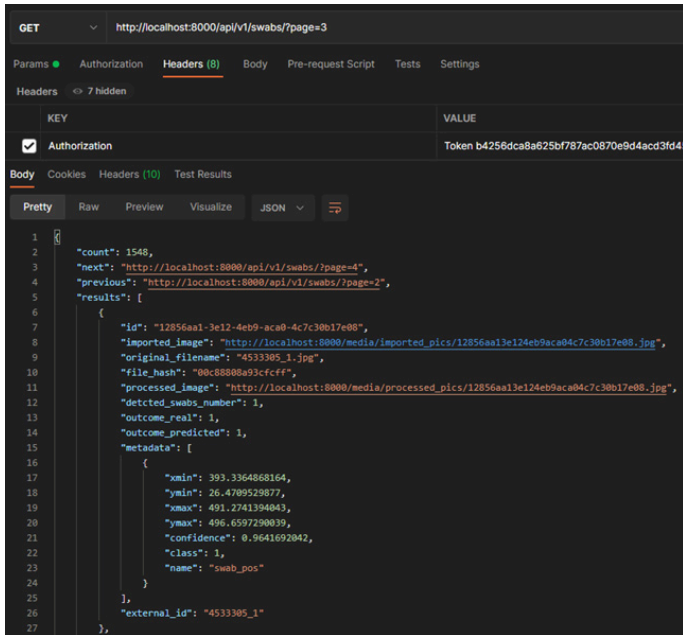 GET http://localhost:8000/api/v1/swabs/?page=3
Params Authorization Headers (8) Body Pre-request Script Tests Settings
Headers 7 hidden
KEY VALUE
Authorization Token b4256dca8a625bf787ac0870e9d4acd3fd4
Body Cookies Headers (10) Test Results
Pretty Raw Preview Visualize JSON
1 {
2 "count": 1548,
3 "next": "http://localhost:8000/api/v1/swabs/?page=4",
4 "previous": "http://localhost:8000/api/v1/swabs/?page=2",
5 "results": [
6 {
7 "id": "12856aa1-3e12-4eb9-aca0-4c7c30b17e08",
8 "imported_image": "http://localhost:8000/media/imported_pics/12856aa13e124eb9aca04c7c30b17e08.jpg",
9 "original_filename": "4533305_1.jpg",
10 "file_hash": "00c88808a93cfcff",
11 "processed_image": "http://localhost:8000/media/processed_pics/12856aa13e124eb9aca04c7c30b17e08.jpg",
12 "detcted_swabs_number": 1,
13 "outcome_real": 1,
14 "outcome_predicted": 1,
15 "metadata": [
16 {
17 "xmin": 393.3364868164,
18 "ymin": 26.4709529877,
19 "xmax": 491.2741394043,
20 "ymax": 496.6597290039,
21 "confidence": 0.9641692042,
22 "class": 1,
23 "name": "swab_pos"
24 }
25 ],
26 "external_id": "4533305_1"
27 },